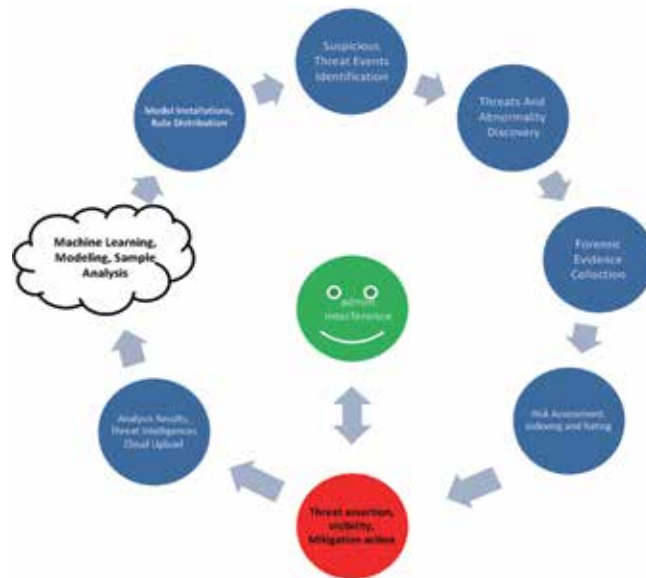 Suspicious
Threat Events
Identification
Threats And
Abnormality
Discovery
Forensic
Evidence
Collection
Risk Assessment,
indexing and Rating
Threat assertion,
visibility,
Mitigation action
Analysis Results,
Threat Intelligences
Cloud Upload
Machine Learning,
Modeling, Sample
Analysis
Model Installations,
Rule Distribution
admin
interference